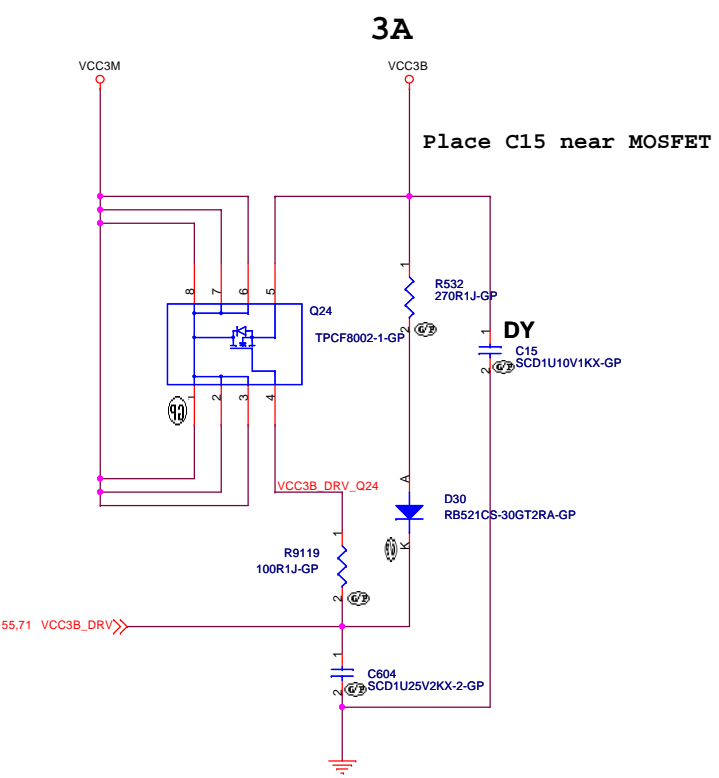 3A
VCC3M
VCC3B
Place C15 near MOSFET
8
7
6
5
1
R532
270R1J-GP
2
G/P
Q24
TPCF8002-1-GP
DY
1
C15
SCD1U10V1KX-GP
2
G/P
1
2
3
4
VCC3B_DRV_Q24
A
D30
RB521CS-30GT2RA-GP
K
1
R9119
100R1J-GP
2
G/P
55,71 VCC3B_DRV
1
C604
SCD1U25V2KX-2-GP
2
G/P